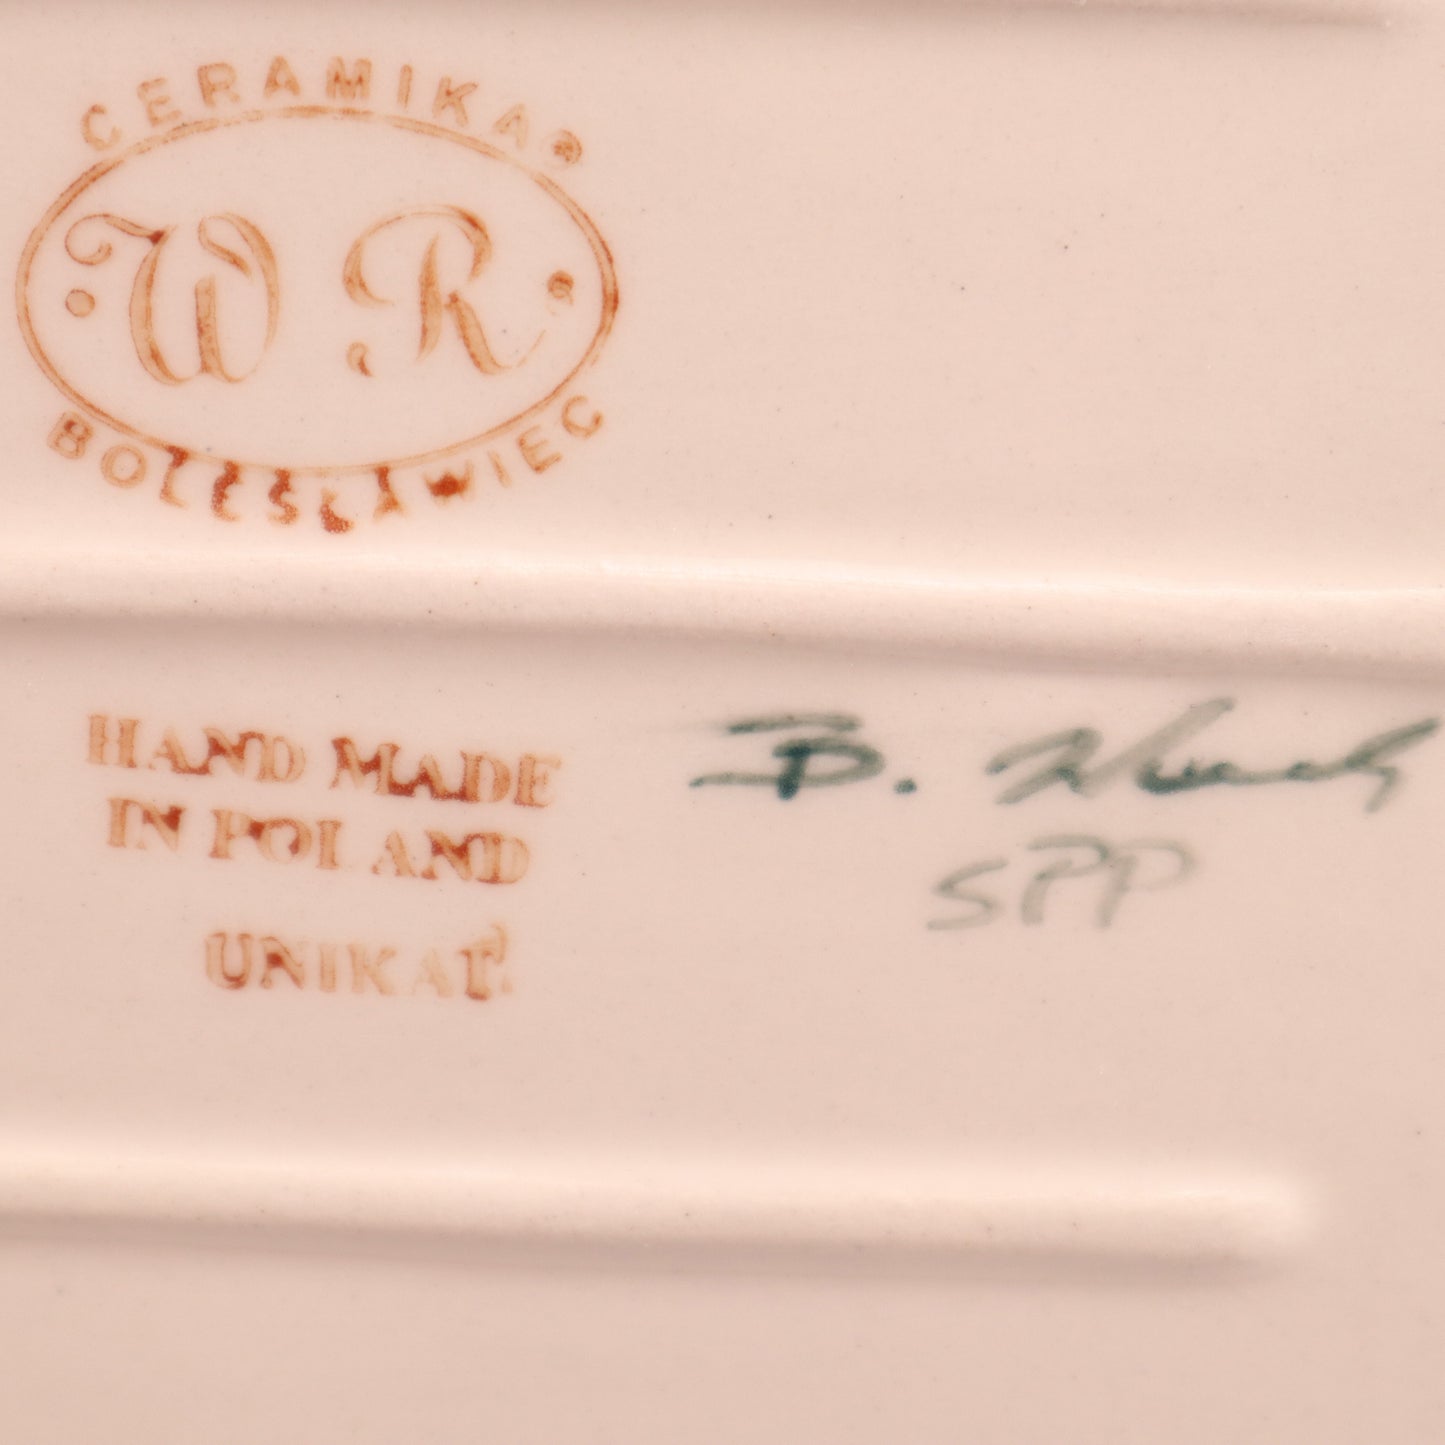 CERAMIKA®
W.R
BOLESŁAWIEC
HAND MADE
IN POLAND
UNIKAT
B.
SPP